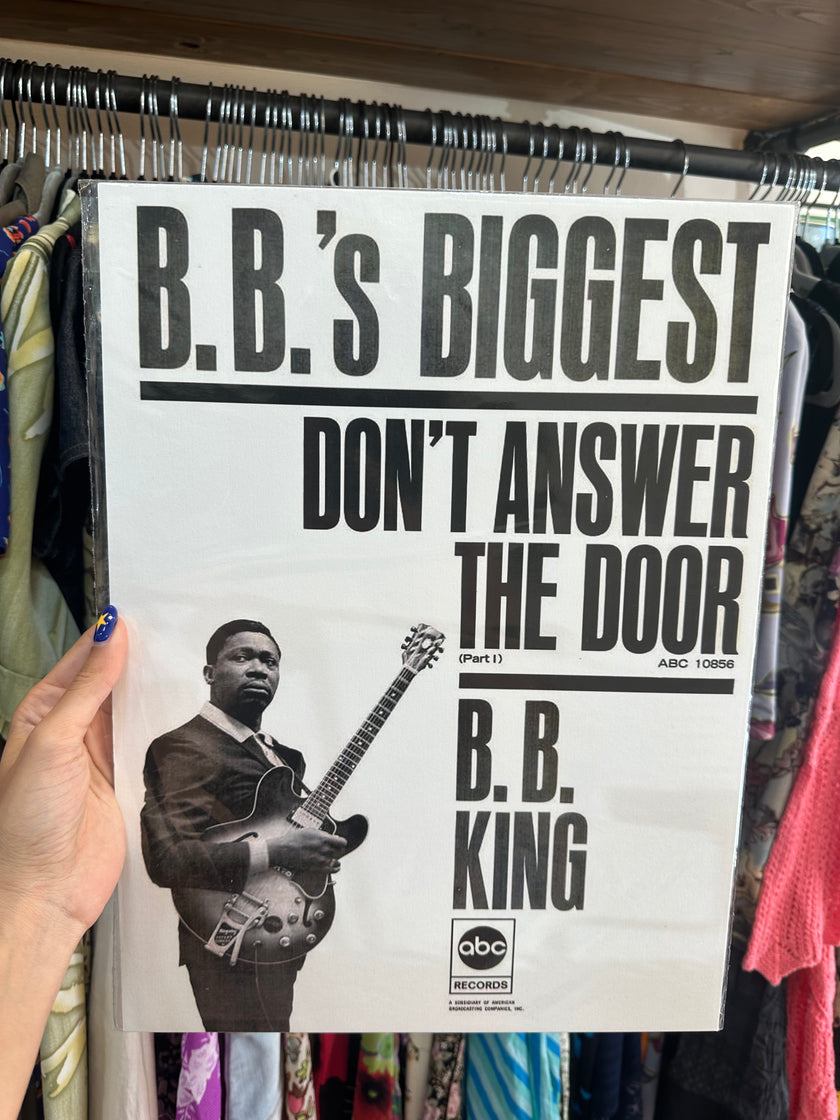 B.B.'s BIGGEST
DON'T ANSWER
THE DOOR
(Part I) ABC 10856
B.B.
KING
abc
RECORDS
A SUBSIDIARY OF AMERICAN
BROADCASTING COMPANIES, INC.